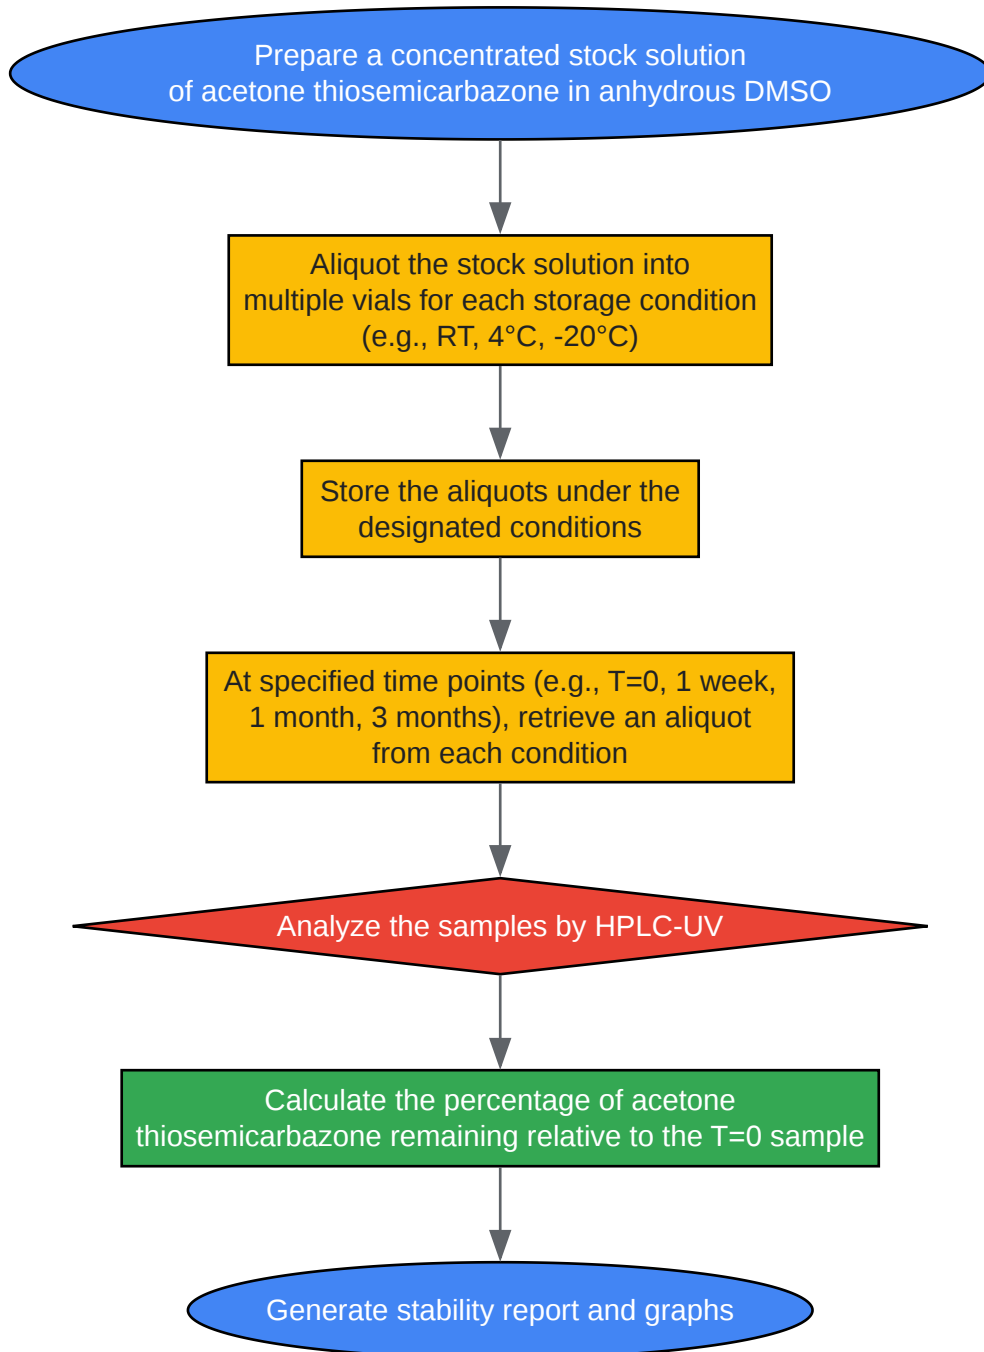 Prepare a concentrated stock solution
of acetone thiosemicarbazone in anhydrous DMSO
Aliquot the stock solution into
multiple vials for each storage condition
(e.g., RT, 4°C, -20°C)
Store the aliquots under the
designated conditions
At specified time points (e.g., T=0, 1 week,
1 month, 3 months), retrieve an aliquot
from each condition
Analyze the samples by HPLC-UV
Calculate the percentage of acetone
thiosemicarbazone remaining relative to the T=0 sample
Generate stability report and graphs